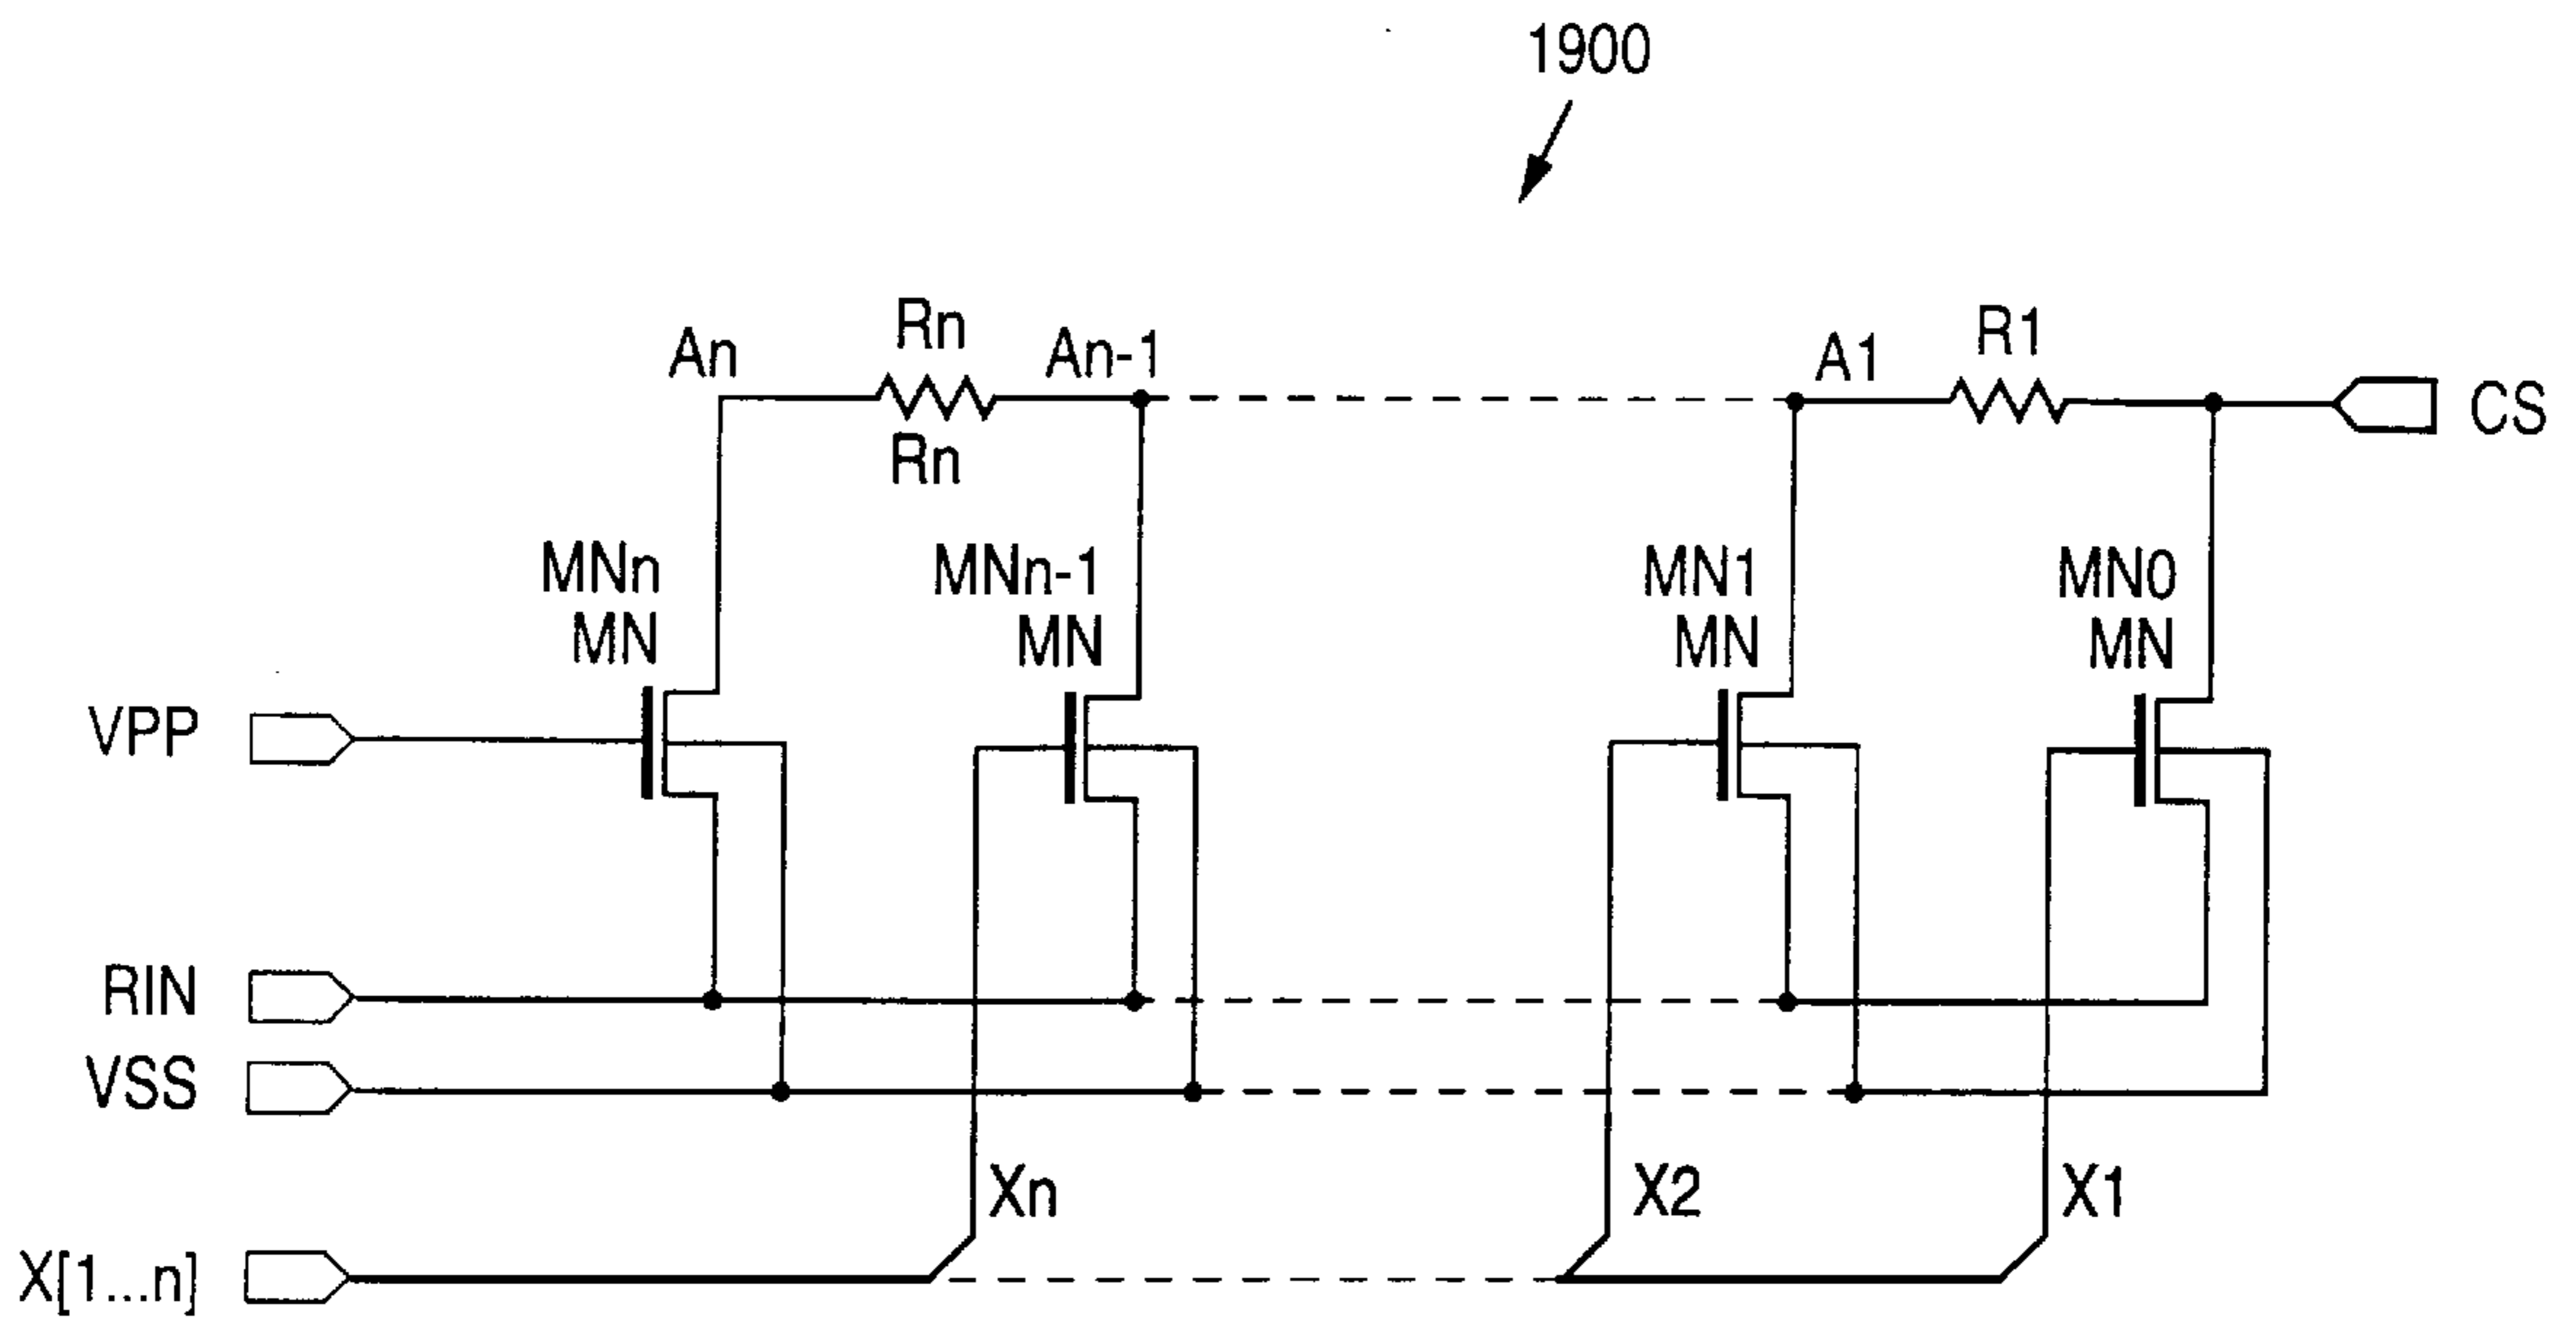 1900
An
Rn
An-1
Rn
A1
R1
CS
MNn
MN
MNn-1
MN
MN1
MN
MN0
MN
VPP
RIN
VSS
Xn
X2
X1
X[1...n]